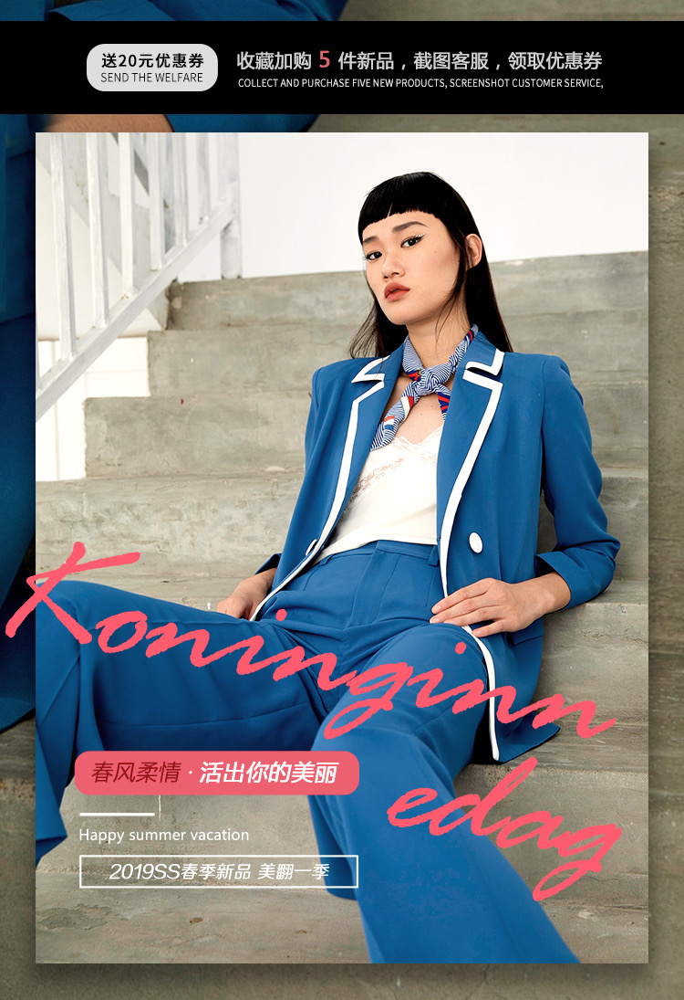 送20元优惠券
SEND THE WELFARE
收藏加购 5 件新品，截图客服，领取优惠券
COLLECT AND PURCHASE FIVE NEW PRODUCTS, SCREENSHOT CUSTOMER SERVICE,
Koninginn
edag
春风柔情 · 活出你的美丽
Happy summer vacation
2019SS春季新品 美翻一季